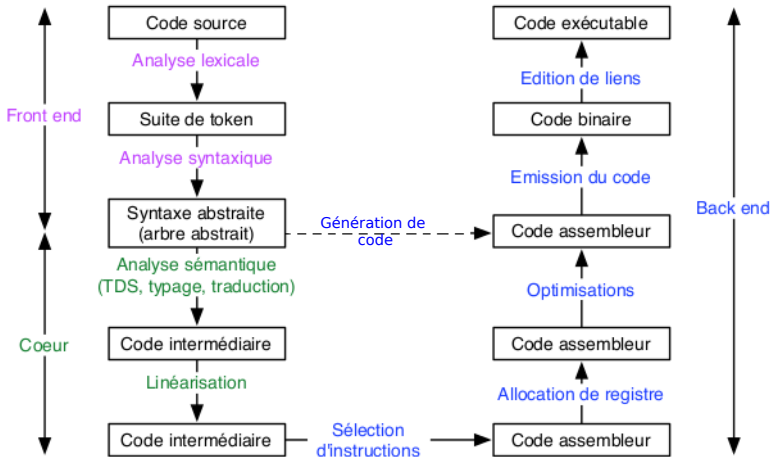 Code source
Code exécutable
Analyse lexicale
Edition de liens
Front end
Suite de token
Code binaire
Analyse syntaxique
Emission du code
Back end
Syntaxe abstraite
(arbre abstrait)
Génération de
code
Code assembleur
Analyse sémantique
(TDS, typage, traduction)
Optimisations
Coeur
Code intermédiaire
Code assembleur
Linéarisation
Allocation de registre
Code intermédiaire
Sélection
d'instructions
Code assembleur